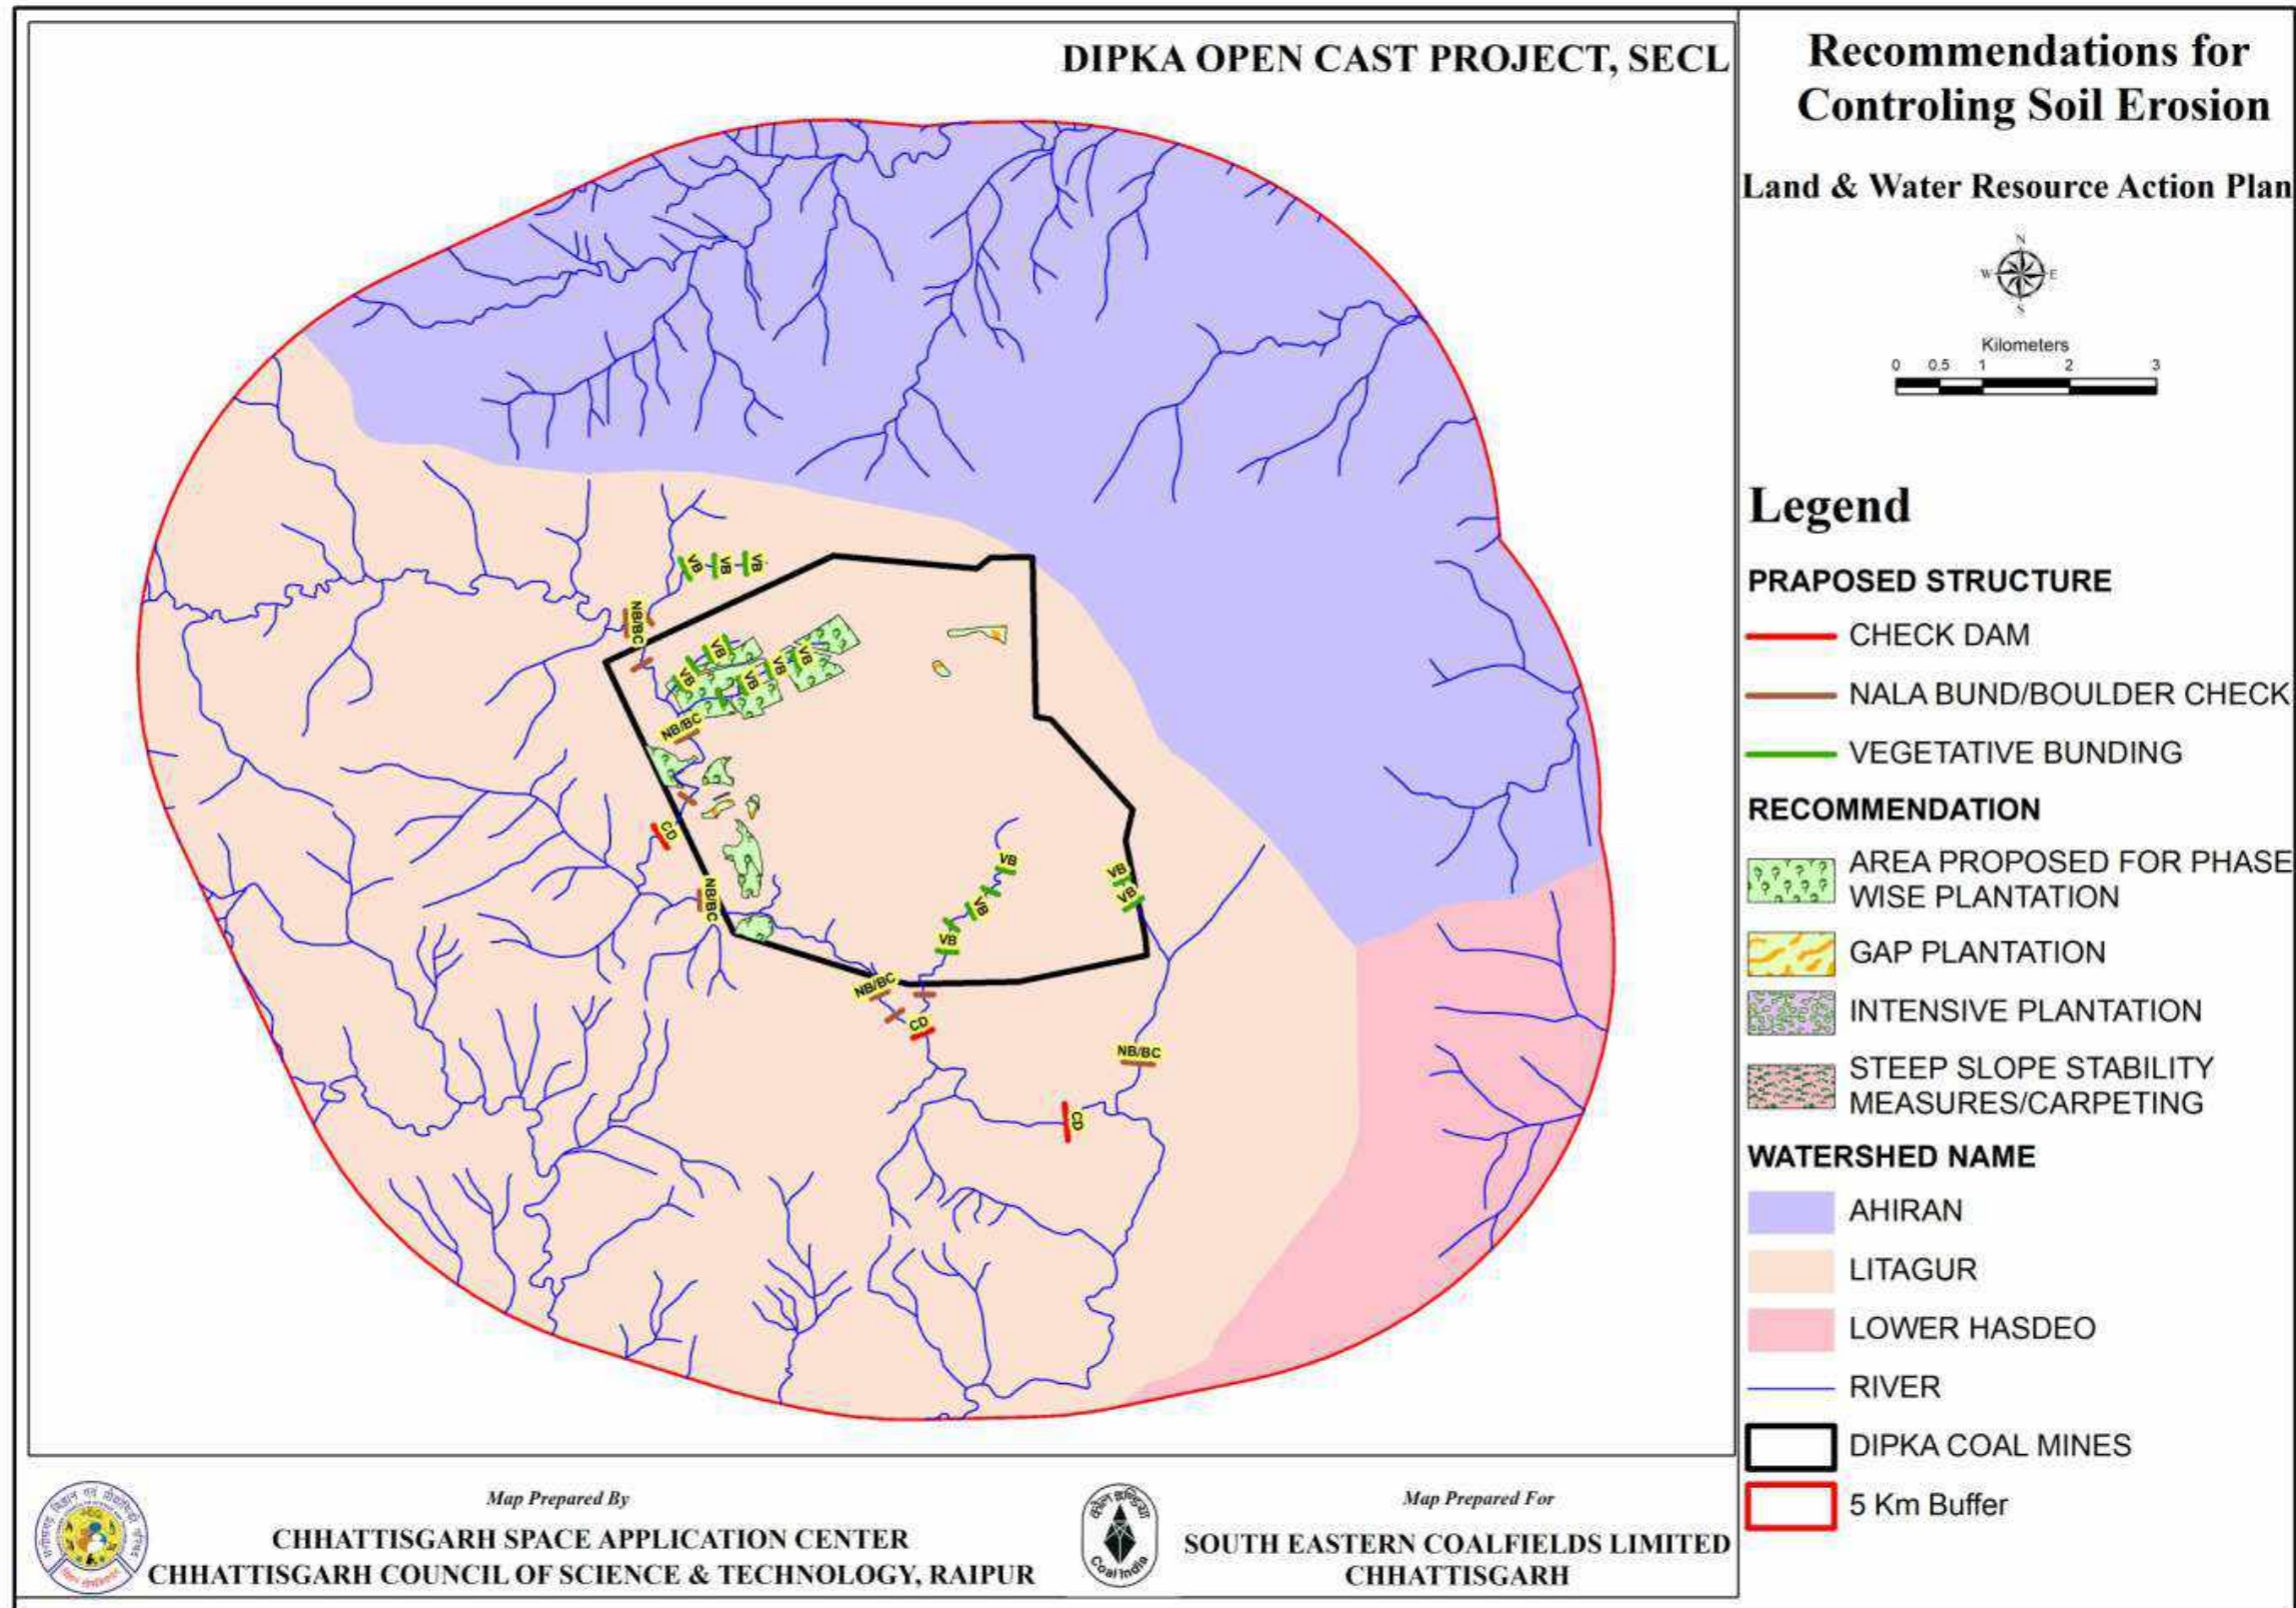 DIPKA OPEN CAST PROJECT, SECL
Recommendations for
Controling Soil Erosion
Land & Water Resource Action Plan
N
W E
S
Kilometers
0 0.5 1 2 3
Legend
PRAPOSED STRUCTURE
CHECK DAM
NALA BUND/BOULDER CHECK
VEGETATIVE BUNDING
RECOMMENDATION
AREA PROPOSED FOR PHASE
WISE PLANTATION
GAP PLANTATION
INTENSIVE PLANTATION
STEEP SLOPE STABILITY
MEASURES/CARPETING
WATERSHED NAME
AHIRAN
LITAGUR
LOWER HASDEO
RIVER
DIPKA COAL MINES
5 Km Buffer
VB
VB
VB
NB/BC
VB
VB
VB
VB
VB
NB/BC
CD
VB
VB
VB
NB/BC
VB
VB
NB/BC
CD
NB/BC
CD
Map Prepared By
CHHATTISGARH SPACE APPLICATION CENTER
CHHATTISGARH COUNCIL OF SCIENCE & TECHNOLOGY, RAIPUR
कोल इण्डिया
Coal India
Map Prepared For
SOUTH EASTERN COALFIELDS LIMITED
CHHATTISGARH